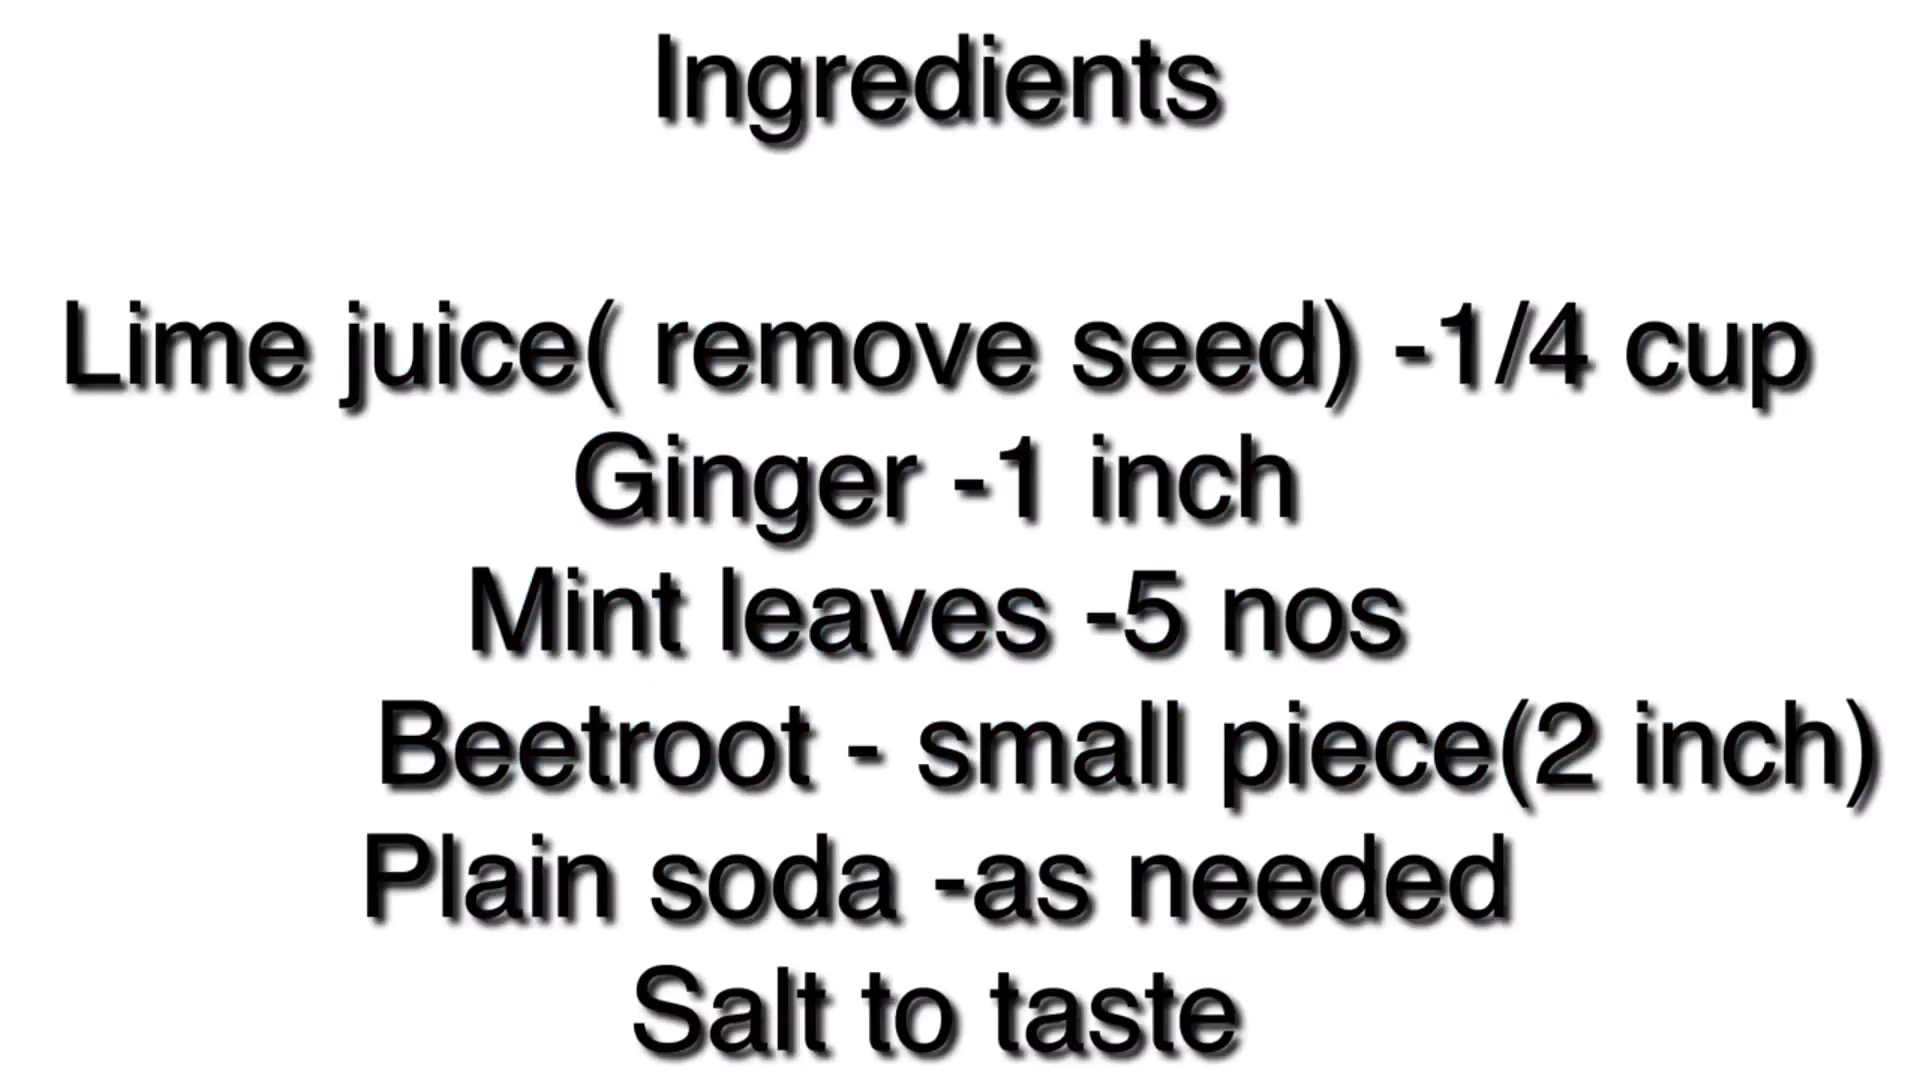 Ingredients
Lime juice( remove seed) -1/4 cup
Ginger -1 inch
Mint leaves -5 nos
Beetroot - small piece(2 inch)
Plain soda -as needed
Salt to taste